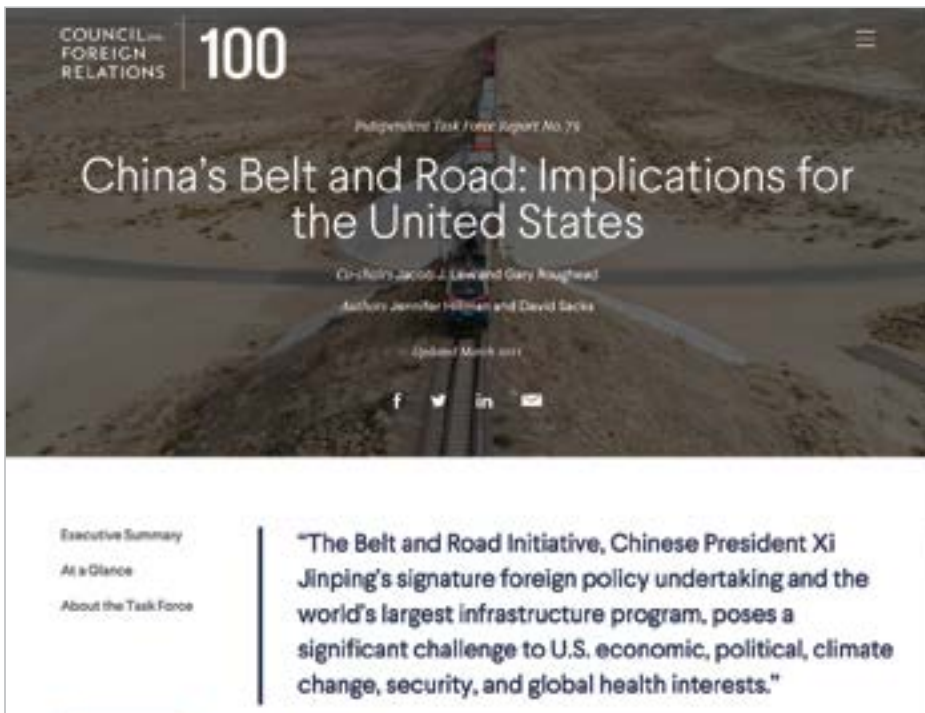 COUNCIL on
FOREIGN
RELATIONS
100
Independent Task Force Report No. 79
China's Belt and Road: Implications for
the United States
Co-chairs Jacob J. Lew and Gary Roughead
Authors Jennifer Hillman and David Sacks
Updated March 2021
Executive Summary
At a Glance
About the Task Force
“The Belt and Road Initiative, Chinese President Xi
Jinping's signature foreign policy undertaking and the
world's largest infrastructure program, poses a
significant challenge to U.S. economic, political, climate
change, security, and global health interests.”